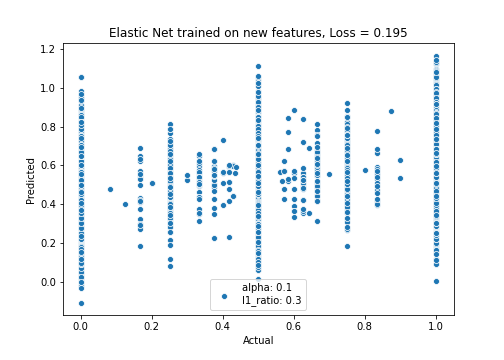 Elastic Net trained on new features, Loss = 0.195
1.2
1.0
0.8
0.6
0.4
0.2
0.0
Predicted
alpha: 0.1
l1_ratio: 0.3
0.0 0.2 0.4 0.6 0.8 1.0
Actual